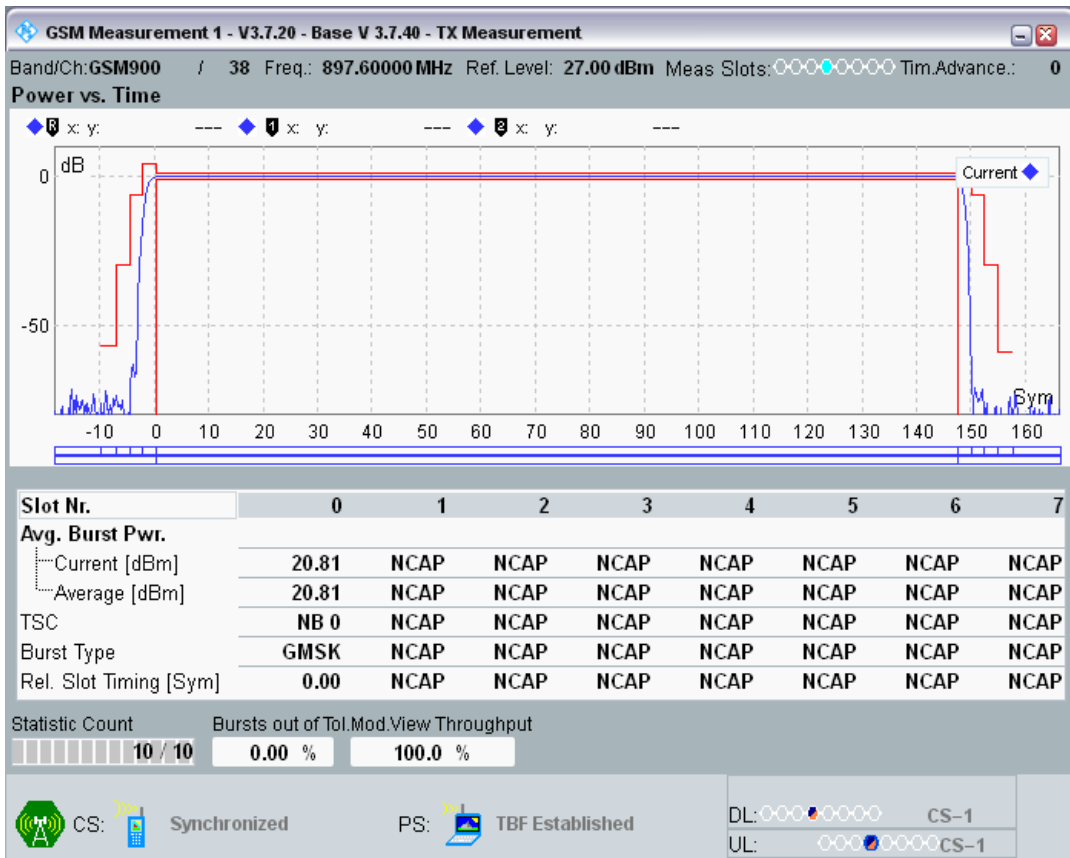 GSM Measurement 1 - V3.7.20 - Base V 3.7.40 - TX Measurement
Band/Ch:GSM900 / 38 Freq.: 897.60000 MHz Ref. Level: 27.00 dBm Meas Slots: Tim.Advance.: 0
Power vs. Time
R x: y: --- 1 x: y: --- 2 x: y: ---
dB
Current
0
-50
Sym
-10 0 10 20 30 40 50 60 70 80 90 100 110 120 130 140 150 160
Slot Nr. 0 1 2 3 4 5 6 7
Avg. Burst Pwr.
Current [dBm] 20.81 NCAP NCAP NCAP NCAP NCAP NCAP NCAP
Average [dBm] 20.81 NCAP NCAP NCAP NCAP NCAP NCAP NCAP
TSC NB 0 NCAP NCAP NCAP NCAP NCAP NCAP NCAP
Burst Type GMSK NCAP NCAP NCAP NCAP NCAP NCAP NCAP
Rel. Slot Timing [Sym] 0.00 NCAP NCAP NCAP NCAP NCAP NCAP NCAP
Statistic Count Bursts out of Tol.Mod.View Throughput
10 / 10 0.00 % 100.0 %
CS: Synchronized PS: TBF Established
DL: CS-1
UL: CS-1